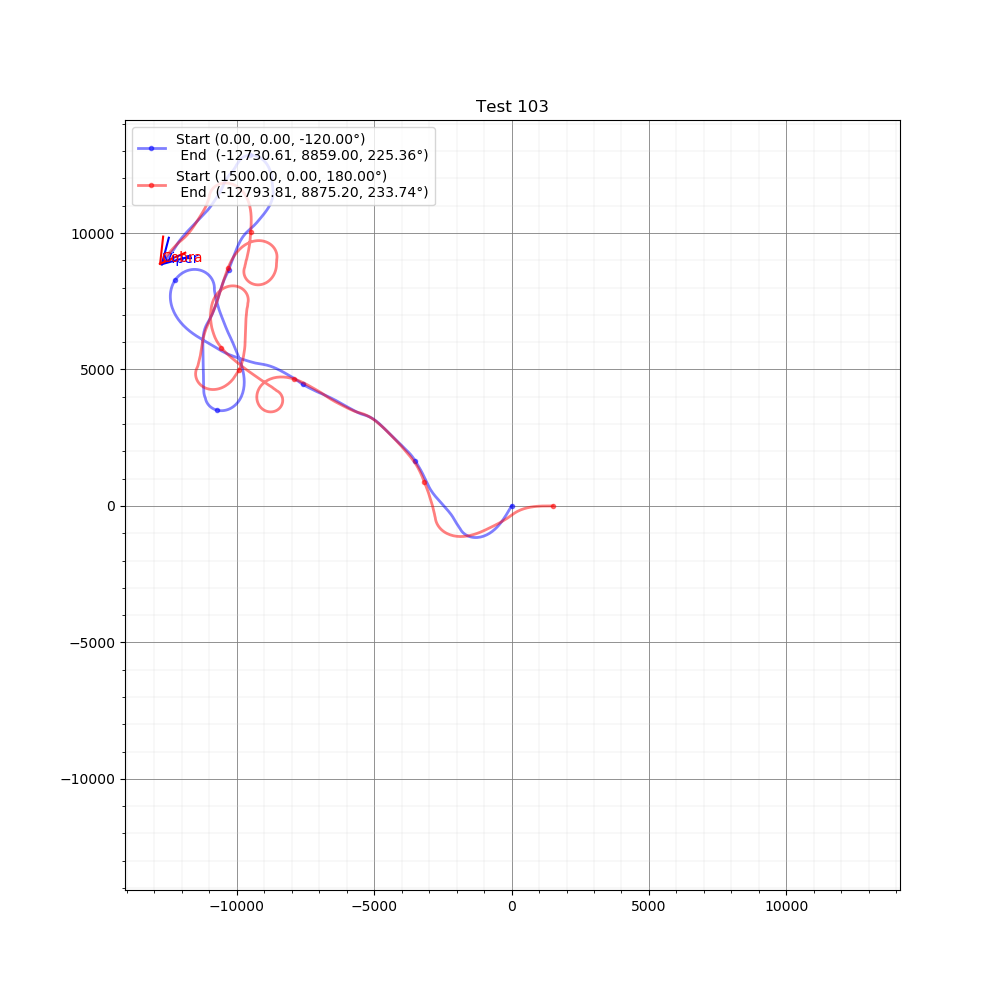 Test 103
Start (0.00, 0.00, -120.00°)
End (-12730.61, 8859.00, 225.36°)
Start (1500.00, 0.00, 180.00°)
End (-12793.81, 8875.20, 233.74°)
10000
5000
0
−5000
−10000
−10000
−5000
0
5000
10000